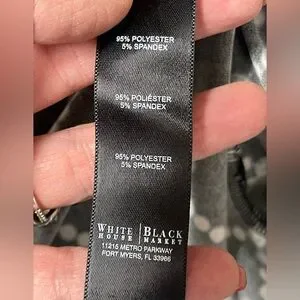 95% POLYESTER
5% SPANDEX
95% POLIÉSTER
5% SPANDEX
95% POLYESTER
5% SPANDEX
WHITE | BLACK
HOUSE | MARKET
11215 METRO PARKWAY
FORT MYERS, FL 33966